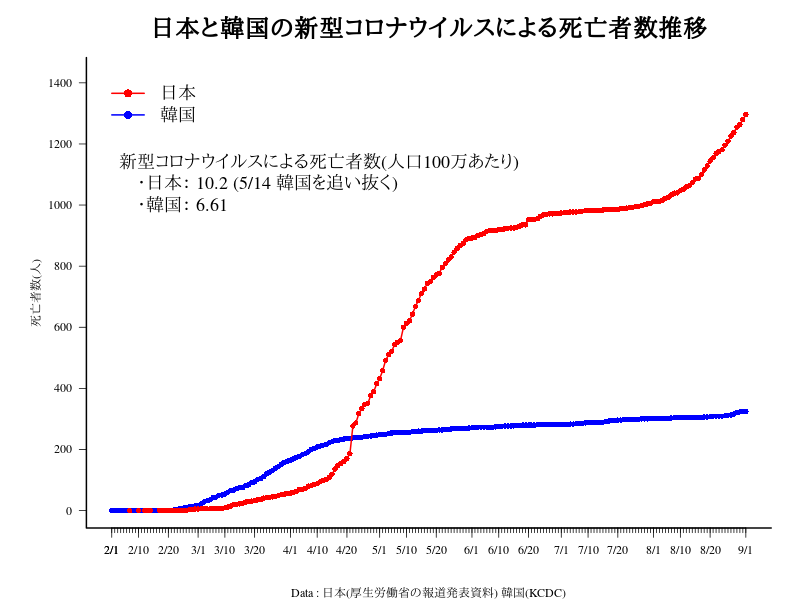 日本と韓国の新型コロナウイルスによる死亡者数推移
1400
1200
1000
800
600
400
200
0
死亡者数(人)
日本
韓国
新型コロナウイルスによる死亡者数(人口100万あたり)
・日本: 10.2 (5/14 韓国を追い抜く)
・韓国: 6.61
2/1 2/10 2/20 3/1 3/10 3/20 4/1 4/10 4/20 5/1 5/10 5/20 6/1 6/10 6/20 7/1 7/10 7/20 8/1 8/10 8/20 9/1
Data : 日本(厚生労働省の報道発表資料) 韓国(KCDC)